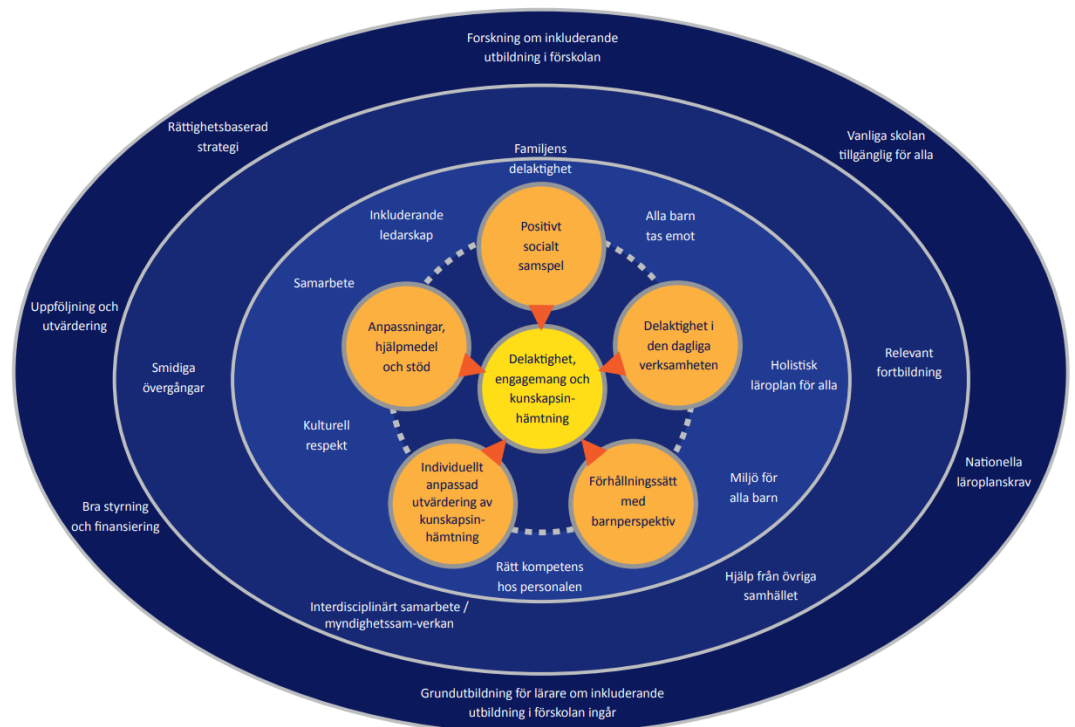 Forskning om inkluderande
utbildning i förskolan
Rättighetsbaserad
strategi
Vanliga skolan
tillgänglig för alla
Familjens
delaktighet
Inkluderande
ledarskap
Alla barn
tas emot
Positivt
socialt
samspel
Samarbete
Uppföljning och
utvärdering
Anpassningar,
hjälpmedel
och stöd
Delaktighet i
den dagliga
verksamheten
Delaktighet,
engagemang och
kunskapsin-
hämtning
Smidiga
övergångar
Holistisk
läroplan för alla
Relevant
fortbildning
Kulturell
respekt
Individuellt
anpassad
utvärdering av
kunskapsin-
hämtning
Förhållningssätt
med
barnperspektiv
Miljö för
alla barn
Nationella
läroplanskrav
Bra styrning
och finansiering
Rätt kompetens
hos personalen
Hjälp från övriga
samhället
Interdisciplinärt samarbete /
myndighetssam-verkan
Grundutbildning för lärare om inkluderande
utbildning i förskolan ingår